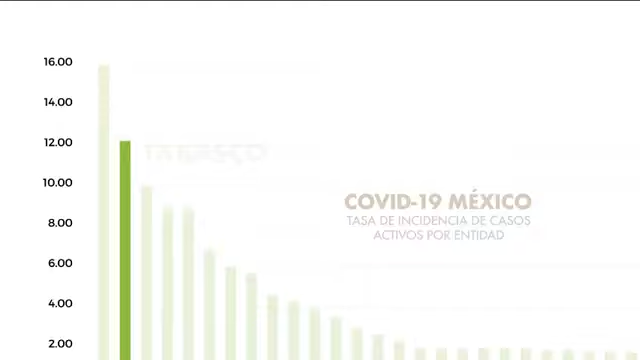 16.00
14.00
12.00
TABASCO
10.00
COVID-19 MÉXICO
TASA DE INCIDENCIA DE CASOS
ACTIVOS POR ENTIDAD
8.00
6.00
4.00
2.00